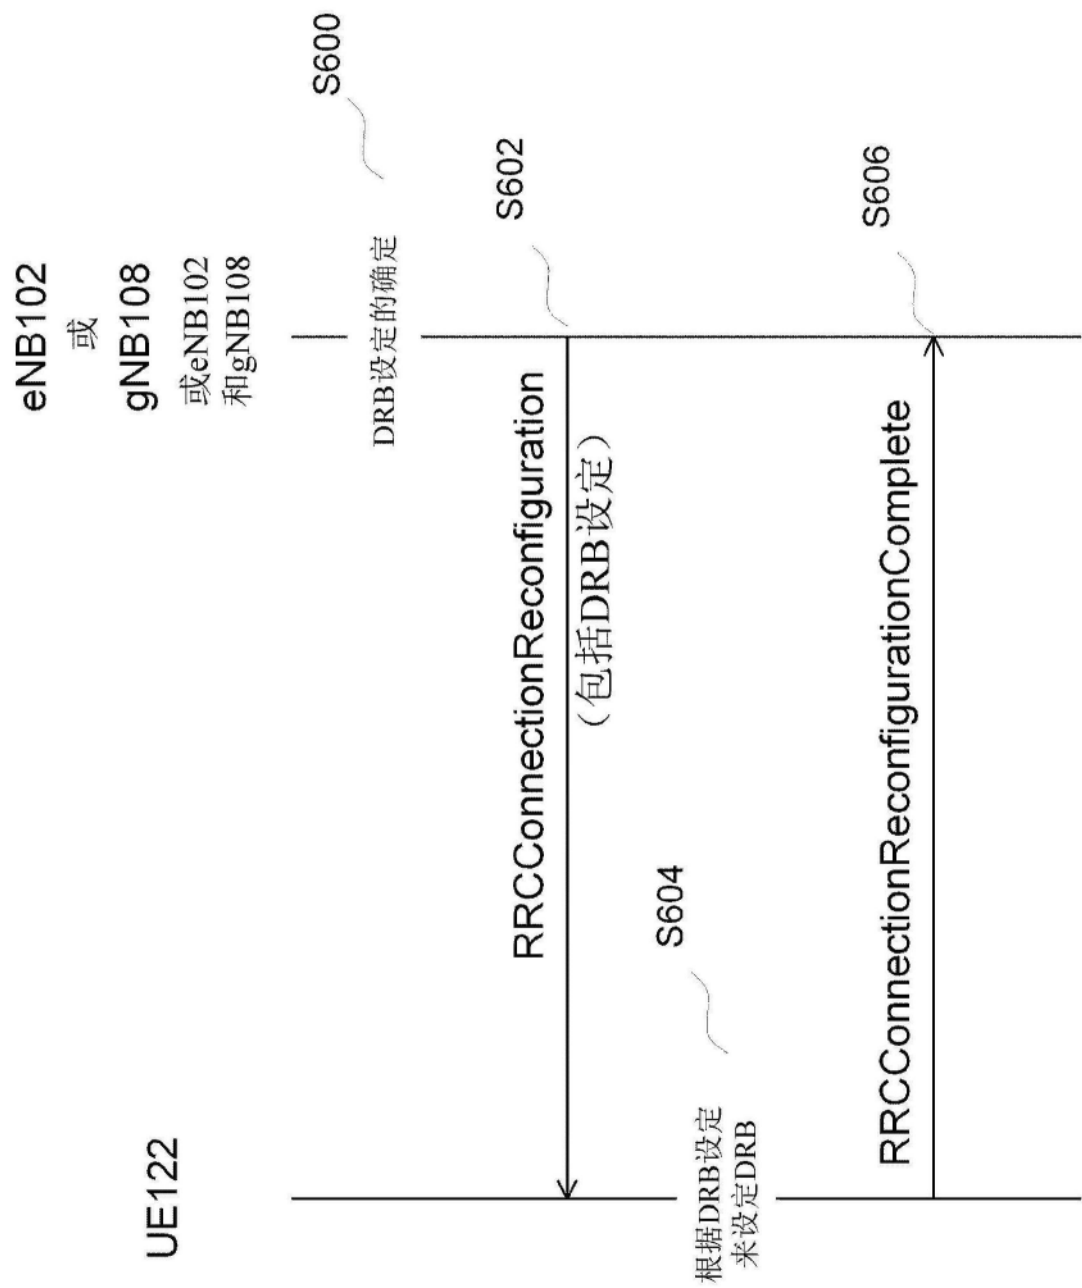 UE122
eNB102
或
gNB108
或eNB102
和gNB108
S600
DRB设定的确定
S602
RRCConnectionReconfiguration
（包括DRB设定）
S604
根据DRB设定
来设定DRB
S606
RRCConnectionReconfigurationComplete